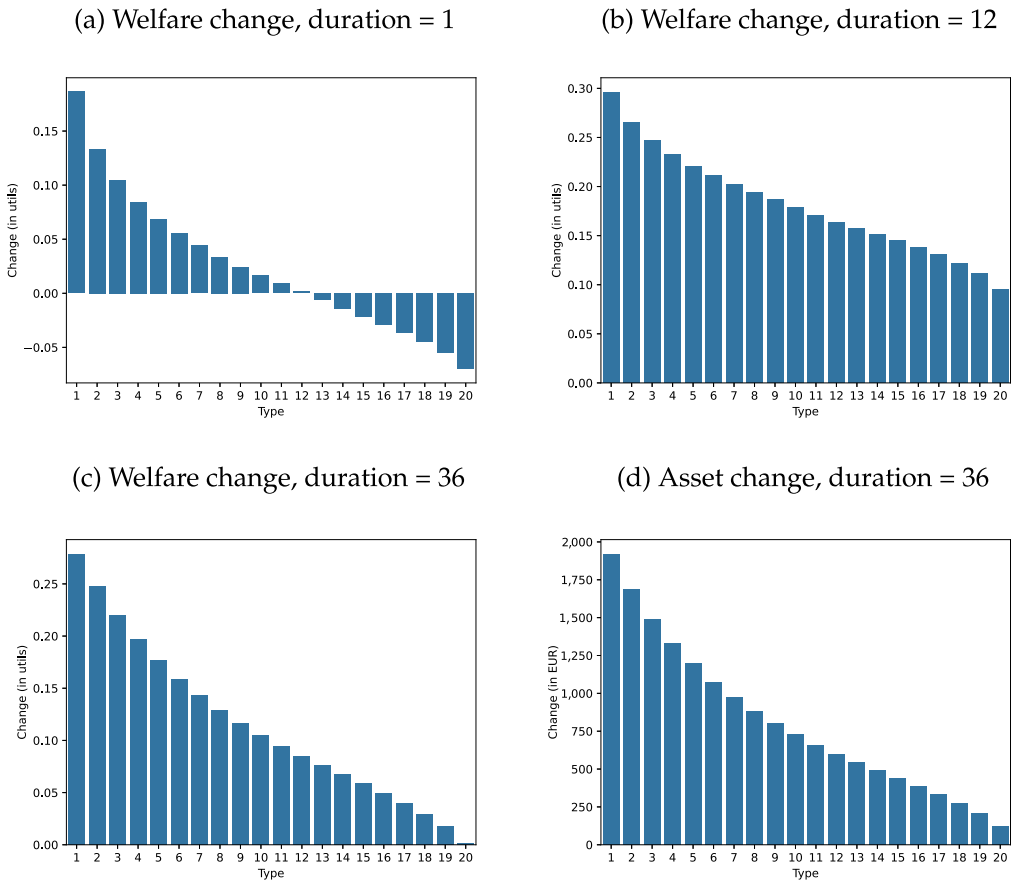 (a) Welfare change, duration = 1
0.15
0.10
0.05
0.00
−0.05
Change (in utils)
1 2 3 4 5 6 7 8 9 10 11 12 13 14 15 16 17 18 19 20
Type
(b) Welfare change, duration = 12
0.30
0.25
0.20
0.15
0.10
0.05
0.00
Change (in utils)
1 2 3 4 5 6 7 8 9 10 11 12 13 14 15 16 17 18 19 20
Type
(c) Welfare change, duration = 36
0.25
0.20
0.15
0.10
0.05
0.00
Change (in utils)
1 2 3 4 5 6 7 8 9 10 11 12 13 14 15 16 17 18 19 20
Type
(d) Asset change, duration = 36
2,000
1,750
1,500
1,250
1,000
750
500
250
0
Change (in EUR)
1 2 3 4 5 6 7 8 9 10 11 12 13 14 15 16 17 18 19 20
Type